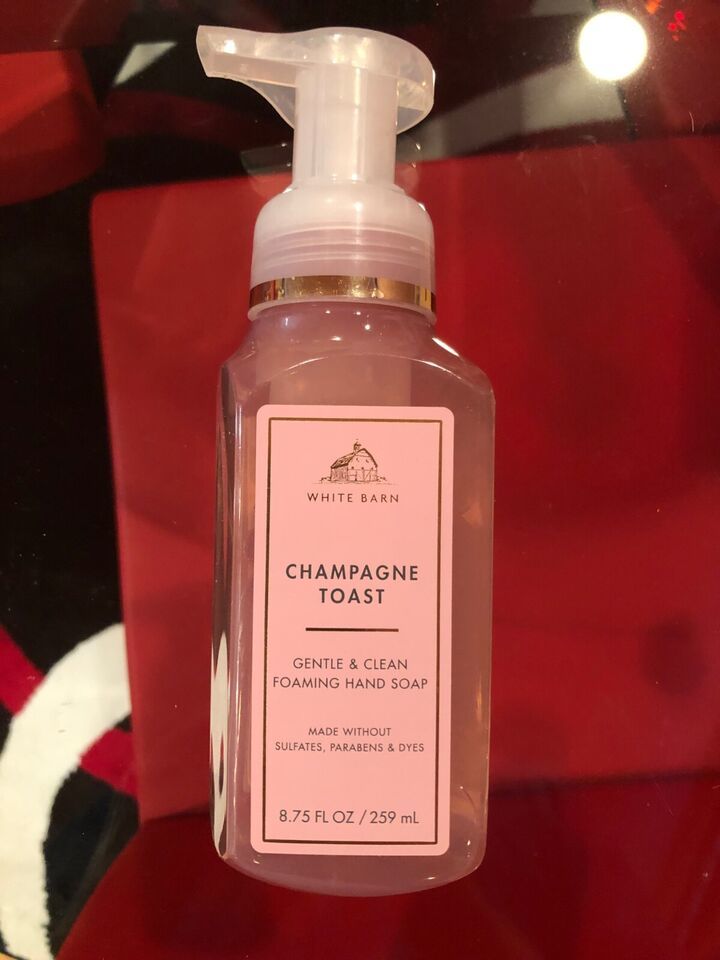 WHITE BARN
CHAMPAGNE
TOAST
GENTLE & CLEAN
FOAMING HAND SOAP
MADE WITHOUT
SULFATES, PARABENS & DYES
8.75 FL OZ / 259 mL